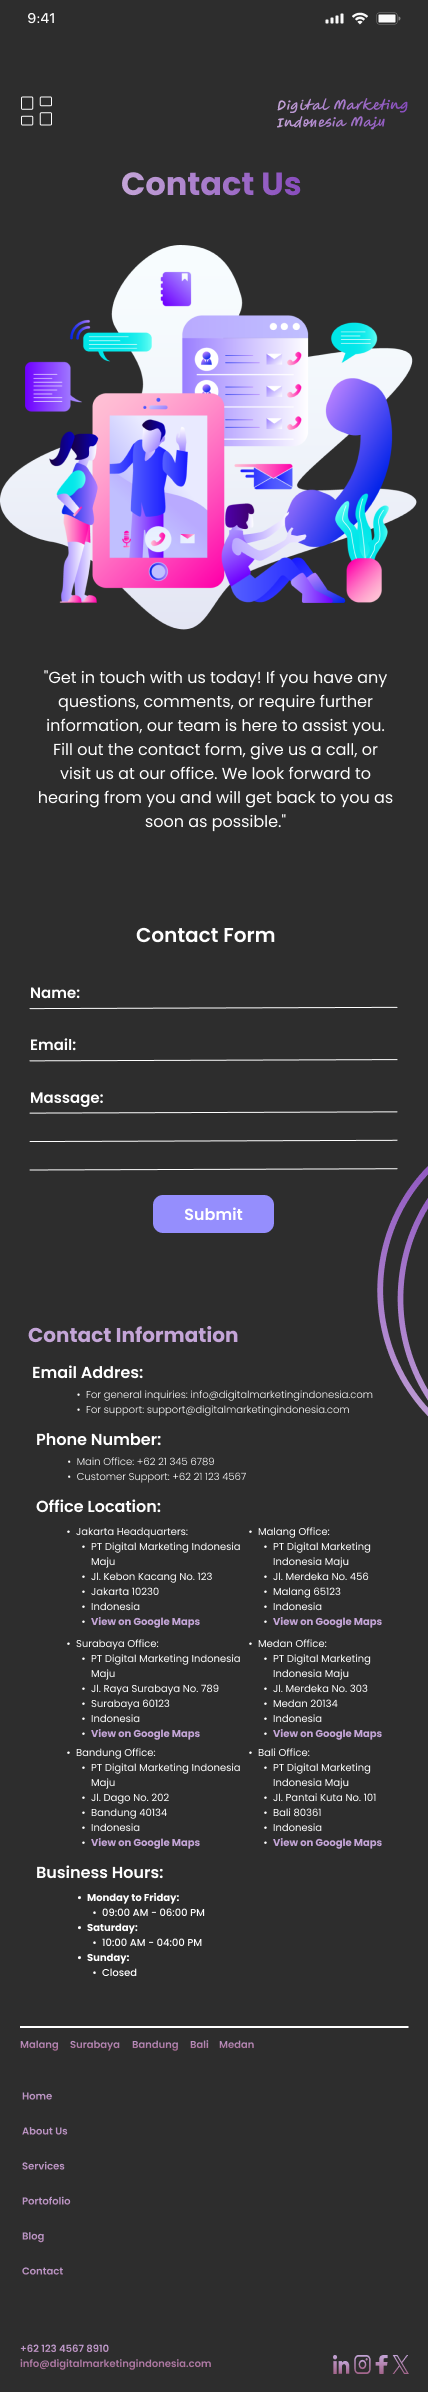 9:41
Digital Marketing
Indonesia Maju
Contact Us
"Get in touch with us today! If you have any
questions, comments, or require further
information, our team is here to assist you.
Fill out the contact form, give us a call, or
visit us at our office. We look forward to
hearing from you and will get back to you as
soon as possible."
Contact Form
Name:
Email:
Massage:
Submit
Contact Information
Email Addres:
• For general inquiries: info@digitalmarketingindonesia.com
• For support: support@digitalmarketingindonesia.com
Phone Number:
• Main Office: +62 21 345 6789
• Customer Support: +62 21 123 4567
Office Location:
• Jakarta Headquarters:
• PT Digital Marketing Indonesia
Maju
• Jl. Kebon Kacang No. 123
• Jakarta 10230
• Indonesia
• View on Google Maps
• Malang Office:
• PT Digital Marketing
Indonesia Maju
• Jl. Merdeka No. 456
• Malang 65123
• Indonesia
• View on Google Maps
• Surabaya Office:
• PT Digital Marketing Indonesia
Maju
• Jl. Raya Surabaya No. 789
• Surabaya 60123
• Indonesia
• View on Google Maps
• Medan Office:
• PT Digital Marketing
Indonesia Maju
• Jl. Merdeka No. 303
• Medan 20134
• Indonesia
• View on Google Maps
• Bandung Office:
• PT Digital Marketing Indonesia
Maju
• Jl. Dago No. 202
• Bandung 40134
• Indonesia
• View on Google Maps
• Bali Office:
• PT Digital Marketing
Indonesia Maju
• Jl. Pantai Kuta No. 101
• Bali 80361
• Indonesia
• View on Google Maps
Business Hours:
• Monday to Friday:
• 09:00 AM - 06:00 PM
• Saturday:
• 10:00 AM - 04:00 PM
• Sunday:
• Closed
Malang Surabaya Bandung Bali Medan
Home
About Us
Services
Portofolio
Blog
Contact
+62 123 4567 8910
info@digitalmarketingindonesia.com